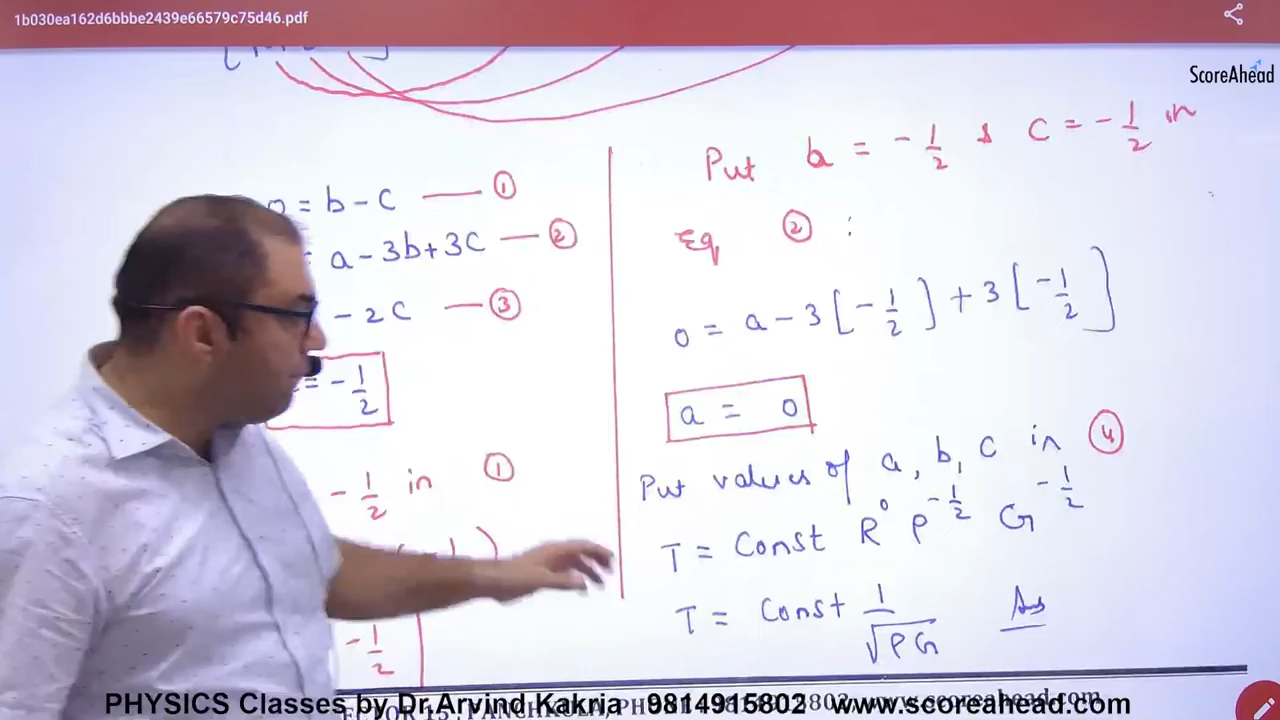 1b030ea162d6bbbe2439e66579c75d46.pdf
ScoreAhead
0 = b - c —— ①
a - 3b + 3c — ②
- 2c — ③
= - 1/2
- 1/2 in ①
- 1/2
Put b = - 1/2 & c = - 1/2 in
Eq ② :
0 = a - 3 [ - 1/2 ] + 3 [ - 1/2 ]
a = 0
Put values of a, b, c in ④
T = Const R⁰ ρ^(-1/2) G^(-1/2)
T = Const 1/√ρG Ans
PHYSICS Classes by Dr.Arvind Kakria 9814915802 www.scoreahead.com